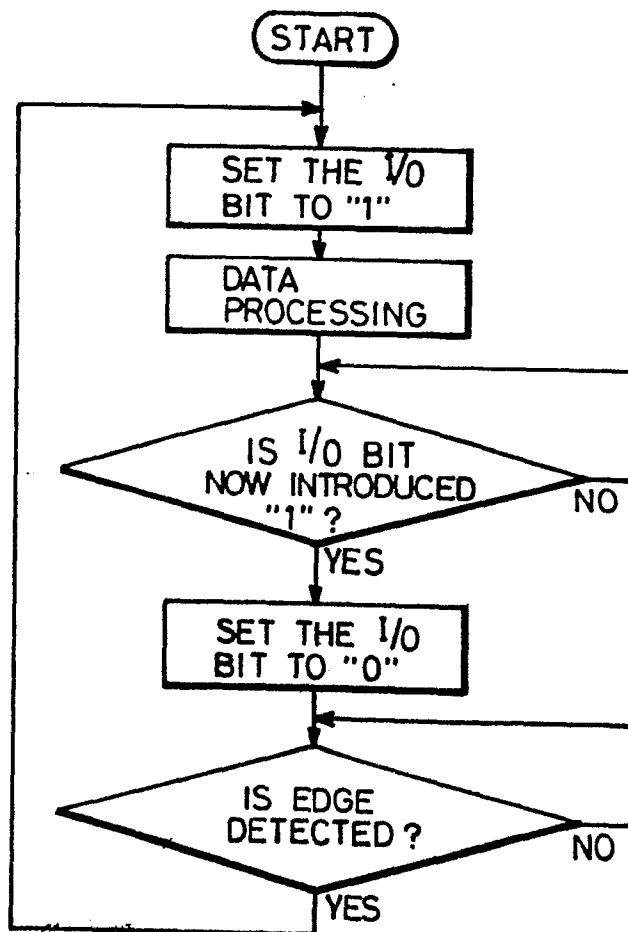 START
SET THE I/O
BIT TO "1"
DATA
PROCESSING
IS I/O BIT
NOW INTRODUCED
"1" ?
NO
YES
SET THE I/O
BIT TO "0"
IS EDGE
DETECTED ?
NO
YES